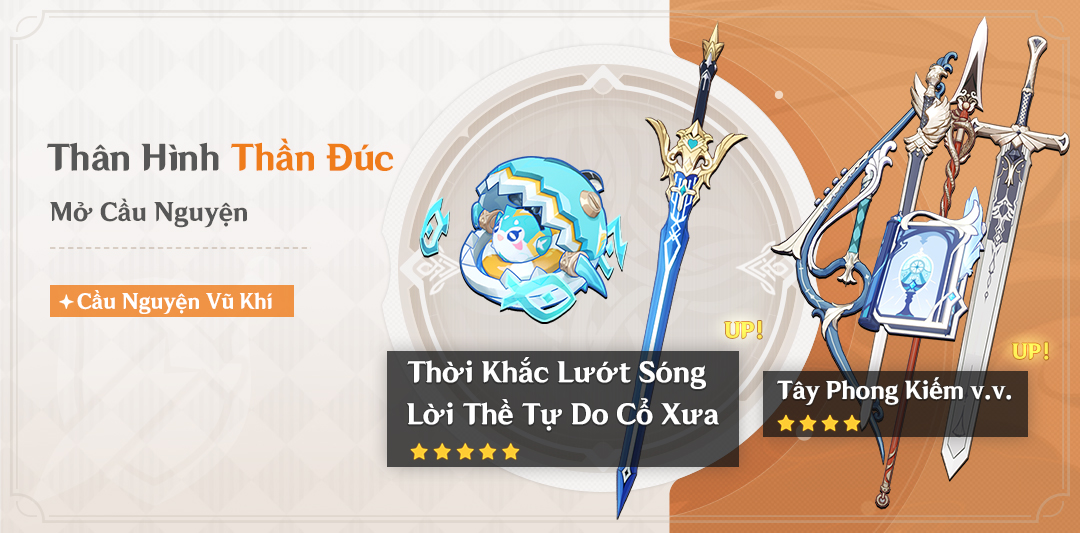 Thân Hình Thần Đúc
Mở Cầu Nguyện
Cầu Nguyện Vũ Khí
UP!
Thời Khắc Lướt Sóng
Lời Thề Tự Do Cổ Xưa
UP!
Tây Phong Kiếm v.v.